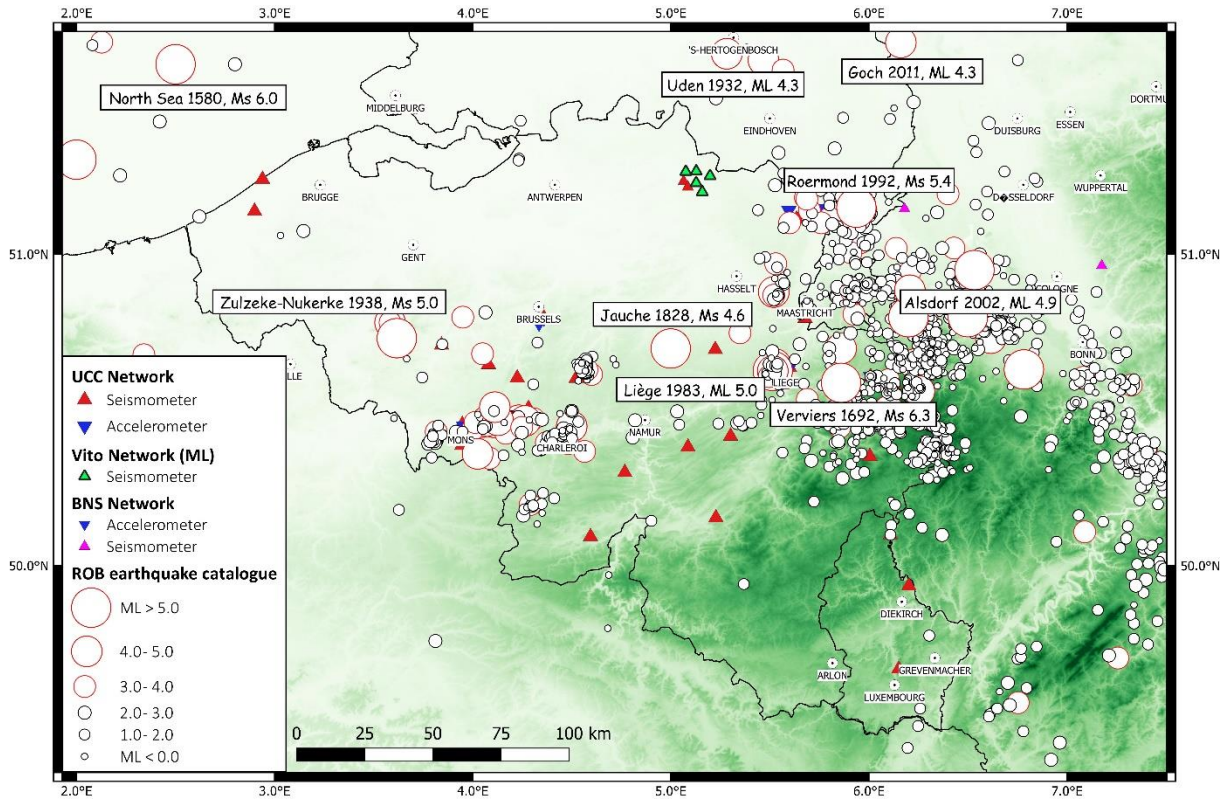 2.0°E 3.0°E 4.0°E 5.0°E 6.0°E 7.0°E
'S-HERTOGENBOSCH
North Sea 1580, Ms 6.0
Uden 1932, ML 4.3
Goch 2011, ML 4.3
MIDDELBURG
EINDHOVEN
DUISBURG
ESSEN
DORTMU
BRUGGE
ANTWERPEN
Roermond 1992, Ms 5.4
D�SSELDORF
WUPPERTAL
51.0°N
51.0°N
GENT
HASSELT
COLOGNE
Zulzeke-Nukerke 1938, Ms 5.0
BRUSSELS
Jauche 1828, Ms 4.6
MAASTRICHT
Alsdorf 2002, ML 4.9
BONN
LLE
Liège 1983, ML 5.0
LIEGE
Verviers 1692, Ms 6.3
MONS
CHARLEROI
NAMUR
UCC Network
Seismometer
Accelerometer
Vito Network (ML)
Seismometer
BNS Network
Accelerometer
Seismometer
ROB earthquake catalogue
ML > 5.0
4.0- 5.0
3.0- 4.0
2.0- 3.0
1.0- 2.0
ML < 0.0
50.0°N
50.0°N
DIEKIRCH
ARLON
GREVENMACHER
LUXEMBOURG
0 25 50 75 100 km
2.0°E 3.0°E 4.0°E 5.0°E 6.0°E 7.0°E